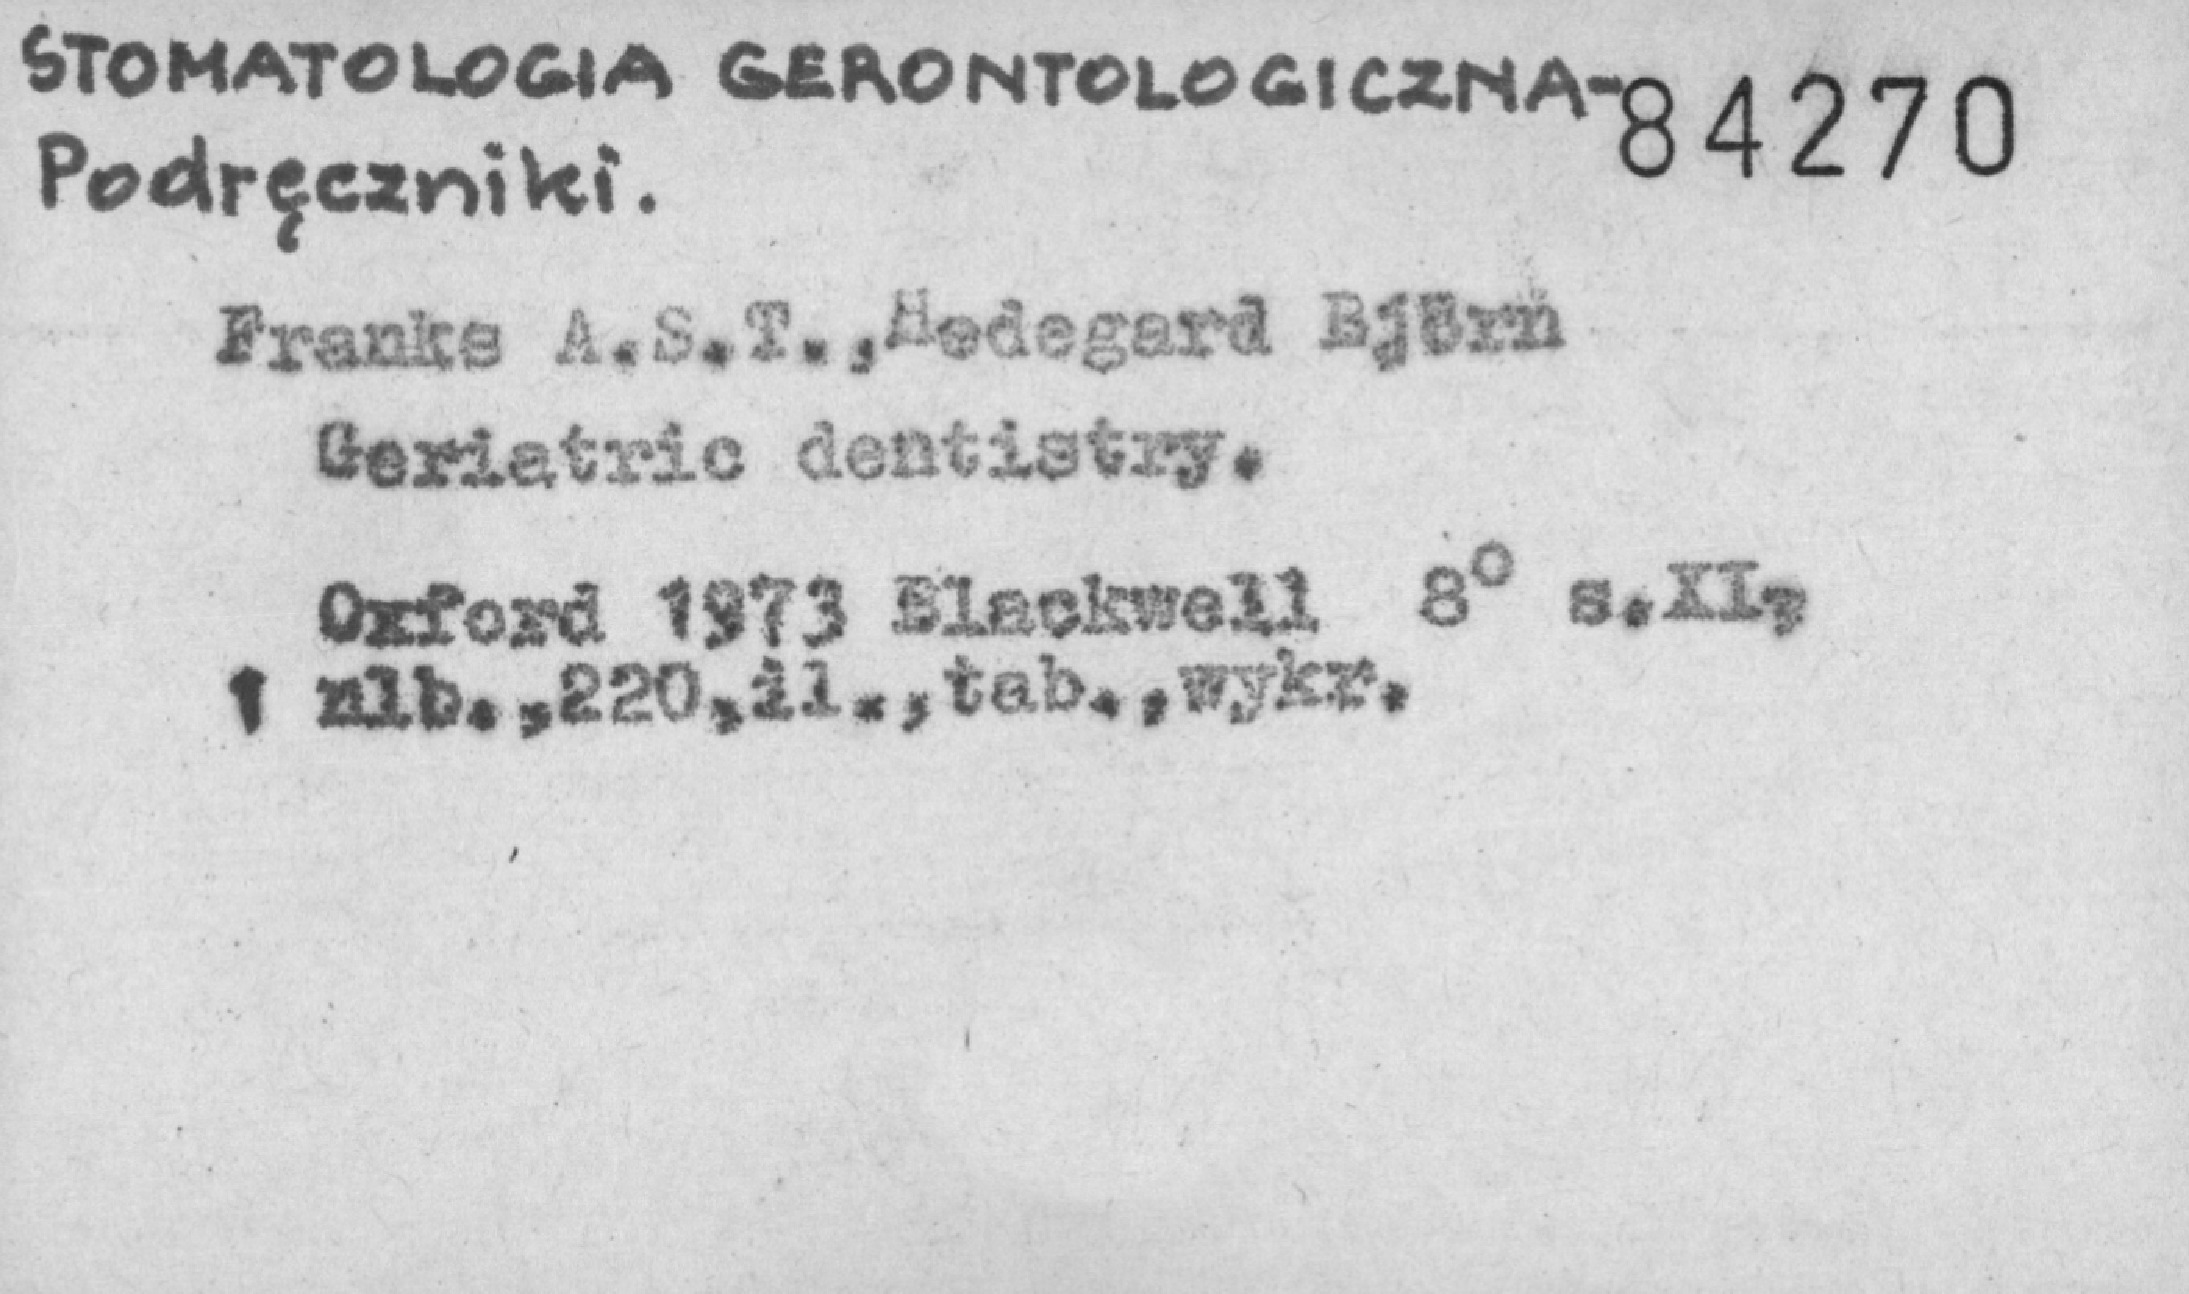 STOMATOLOGIA GERONTOLOGICZNA-84270
Podręczniki.
Franks A.S.T.,Hedegard Björn
Geriatric dentistry.
Oxford 1973 Blackwell 8° s.XI,
1 nlb.,220,il.,tab.,wykr.